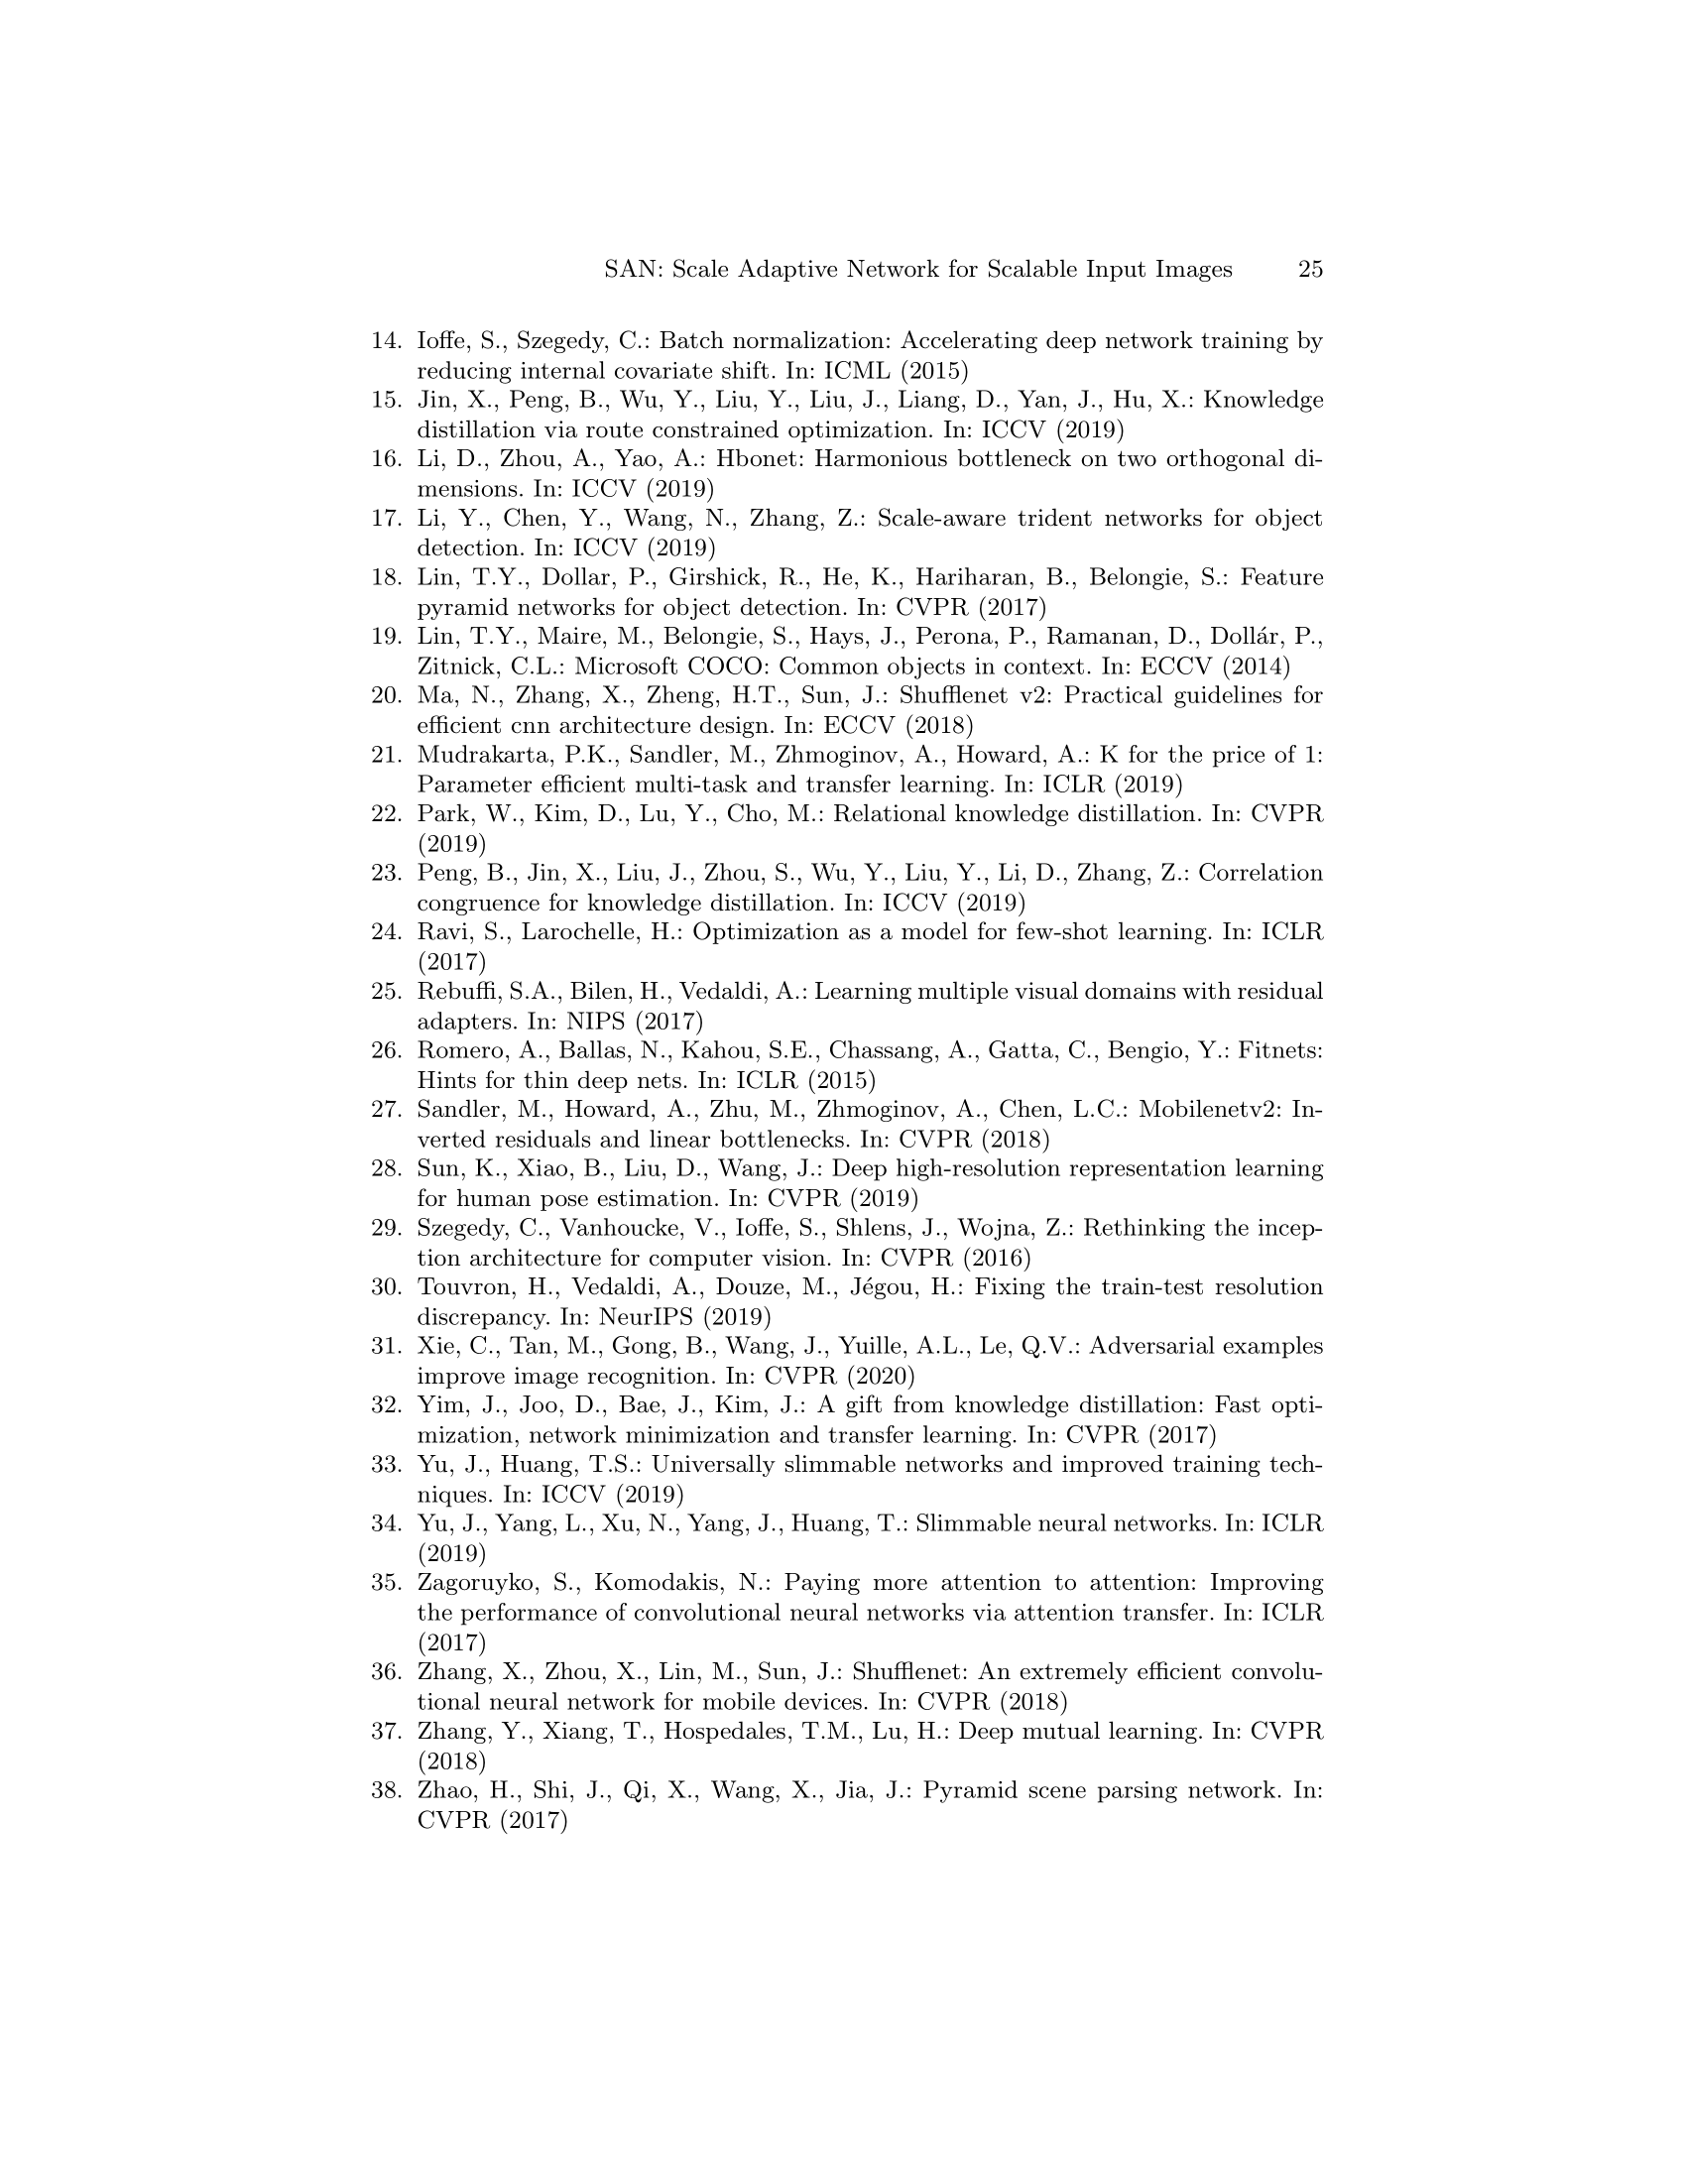 SAN: Scale Adaptive Network for Scalable Input Images 25
14. Ioffe, S., Szegedy, C.: Batch normalization: Accelerating deep network training by
reducing internal covariate shift. In: ICML (2015)
15. Jin, X., Peng, B., Wu, Y., Liu, Y., Liu, J., Liang, D., Yan, J., Hu, X.: Knowledge
distillation via route constrained optimization. In: ICCV (2019)
16. Li, D., Zhou, A., Yao, A.: Hbonet: Harmonious bottleneck on two orthogonal di-
mensions. In: ICCV (2019)
17. Li, Y., Chen, Y., Wang, N., Zhang, Z.: Scale-aware trident networks for object
detection. In: ICCV (2019)
18. Lin, T.Y., Dollar, P., Girshick, R., He, K., Hariharan, B., Belongie, S.: Feature
pyramid networks for object detection. In: CVPR (2017)
19. Lin, T.Y., Maire, M., Belongie, S., Hays, J., Perona, P., Ramanan, D., Dollár, P.,
Zitnick, C.L.: Microsoft COCO: Common objects in context. In: ECCV (2014)
20. Ma, N., Zhang, X., Zheng, H.T., Sun, J.: Shufflenet v2: Practical guidelines for
efficient cnn architecture design. In: ECCV (2018)
21. Mudrakarta, P.K., Sandler, M., Zhmoginov, A., Howard, A.: K for the price of 1:
Parameter efficient multi-task and transfer learning. In: ICLR (2019)
22. Park, W., Kim, D., Lu, Y., Cho, M.: Relational knowledge distillation. In: CVPR
(2019)
23. Peng, B., Jin, X., Liu, J., Zhou, S., Wu, Y., Liu, Y., Li, D., Zhang, Z.: Correlation
congruence for knowledge distillation. In: ICCV (2019)
24. Ravi, S., Larochelle, H.: Optimization as a model for few-shot learning. In: ICLR
(2017)
25. Rebuffi, S.A., Bilen, H., Vedaldi, A.: Learning multiple visual domains with residual
adapters. In: NIPS (2017)
26. Romero, A., Ballas, N., Kahou, S.E., Chassang, A., Gatta, C., Bengio, Y.: Fitnets:
Hints for thin deep nets. In: ICLR (2015)
27. Sandler, M., Howard, A., Zhu, M., Zhmoginov, A., Chen, L.C.: Mobilenetv2: In-
verted residuals and linear bottlenecks. In: CVPR (2018)
28. Sun, K., Xiao, B., Liu, D., Wang, J.: Deep high-resolution representation learning
for human pose estimation. In: CVPR (2019)
29. Szegedy, C., Vanhoucke, V., Ioffe, S., Shlens, J., Wojna, Z.: Rethinking the incep-
tion architecture for computer vision. In: CVPR (2016)
30. Touvron, H., Vedaldi, A., Douze, M., Jégou, H.: Fixing the train-test resolution
discrepancy. In: NeurIPS (2019)
31. Xie, C., Tan, M., Gong, B., Wang, J., Yuille, A.L., Le, Q.V.: Adversarial examples
improve image recognition. In: CVPR (2020)
32. Yim, J., Joo, D., Bae, J., Kim, J.: A gift from knowledge distillation: Fast opti-
mization, network minimization and transfer learning. In: CVPR (2017)
33. Yu, J., Huang, T.S.: Universally slimmable networks and improved training tech-
niques. In: ICCV (2019)
34. Yu, J., Yang, L., Xu, N., Yang, J., Huang, T.: Slimmable neural networks. In: ICLR
(2019)
35. Zagoruyko, S., Komodakis, N.: Paying more attention to attention: Improving
the performance of convolutional neural networks via attention transfer. In: ICLR
(2017)
36. Zhang, X., Zhou, X., Lin, M., Sun, J.: Shufflenet: An extremely efficient convolu-
tional neural network for mobile devices. In: CVPR (2018)
37. Zhang, Y., Xiang, T., Hospedales, T.M., Lu, H.: Deep mutual learning. In: CVPR
(2018)
38. Zhao, H., Shi, J., Qi, X., Wang, X., Jia, J.: Pyramid scene parsing network. In:
CVPR (2017)